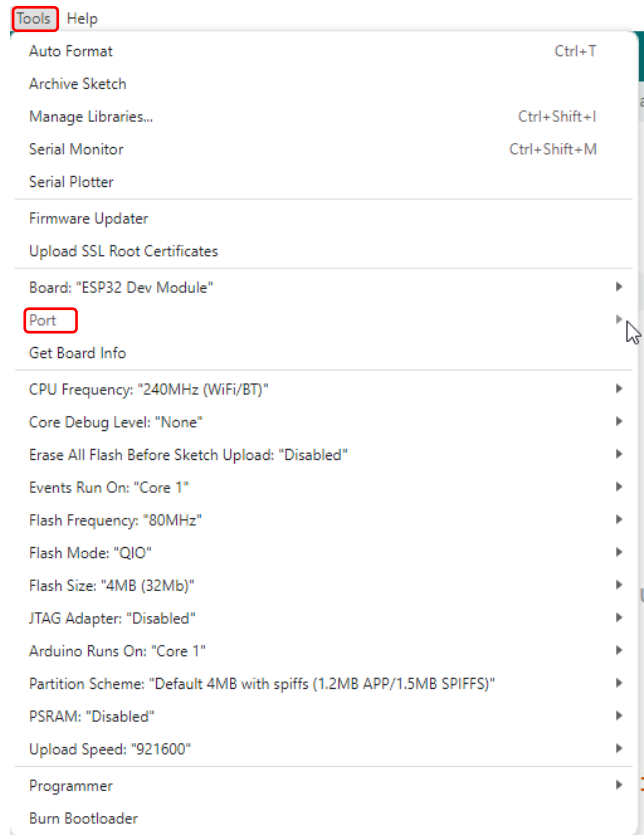 Tools Help
Auto Format Ctrl+T
Archive Sketch
Manage Libraries... Ctrl+Shift+I
Serial Monitor Ctrl+Shift+M
Serial Plotter
Firmware Updater
Upload SSL Root Certificates
Board: "ESP32 Dev Module"
Port
Get Board Info
CPU Frequency: "240MHz (WiFi/BT)"
Core Debug Level: "None"
Erase All Flash Before Sketch Upload: "Disabled"
Events Run On: "Core 1"
Flash Frequency: "80MHz"
Flash Mode: "QIO"
Flash Size: "4MB (32Mb)"
JTAG Adapter: "Disabled"
Arduino Runs On: "Core 1"
Partition Scheme: "Default 4MB with spiffs (1.2MB APP/1.5MB SPIFFS)"
PSRAM: "Disabled"
Upload Speed: "921600"
Programmer
Burn Bootloader